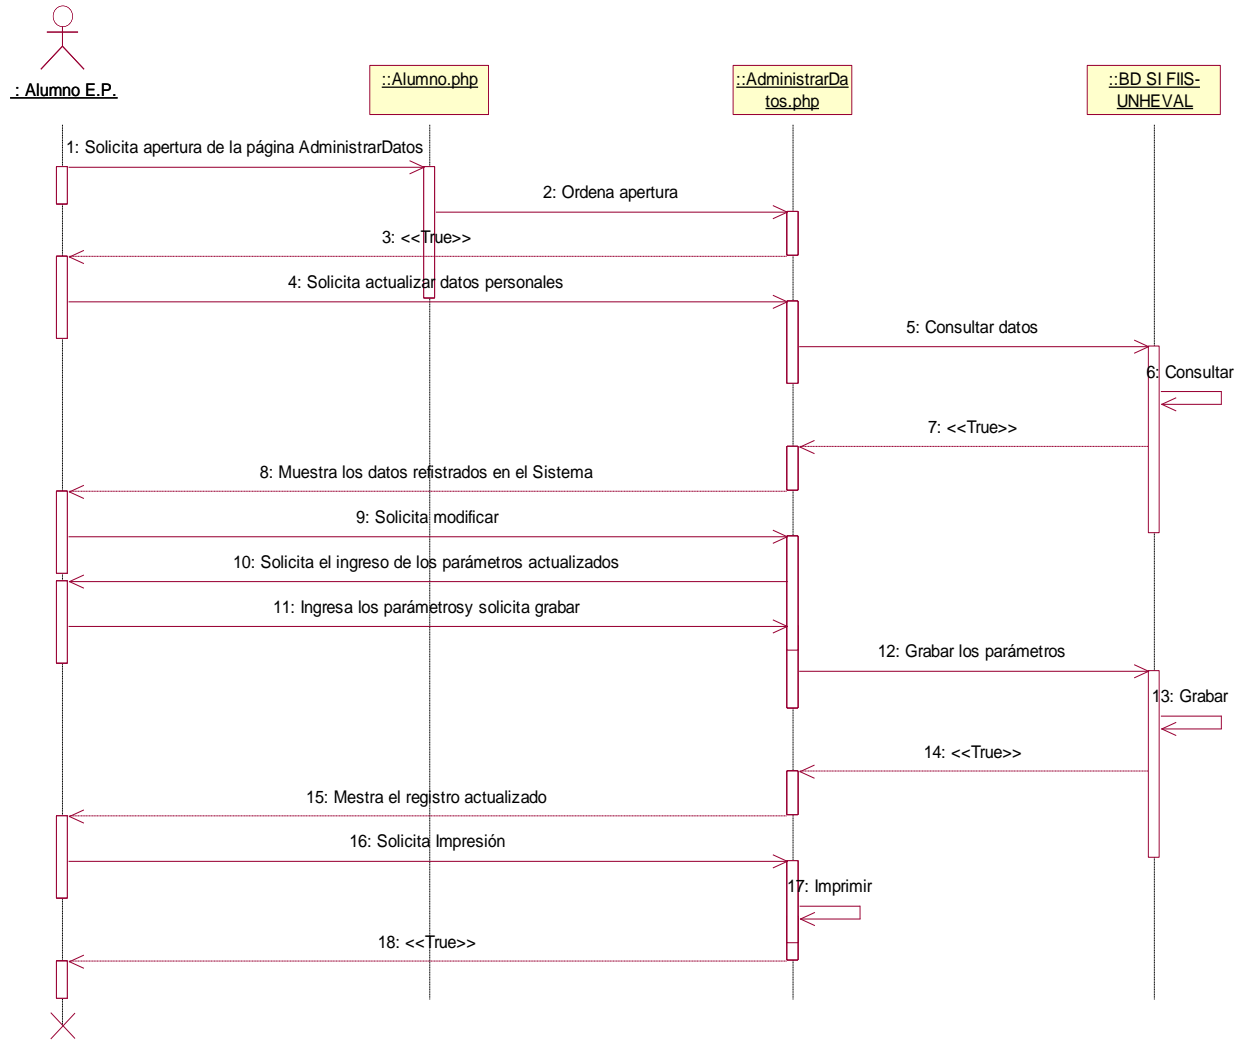 : Alumno E.P.
::Alumno.php
::AdministrarDa
tos.php
::BD SI FIIS-
UNHEVAL
1: Solicita apertura de la página AdministrarDatos
2: Ordena apertura
3: <<True>>
4: Solicita actualizar datos personales
5: Consultar datos
6: Consultar
7: <<True>>
8: Muestra los datos refistrados en el Sistema
9: Solicita modificar
10: Solicita el ingreso de los parámetros actualizados
11: Ingresa los parámetrosy solicita grabar
12: Grabar los parámetros
13: Grabar
14: <<True>>
15: Mestra el registro actualizado
16: Solicita Impresión
17: Imprimir
18: <<True>>